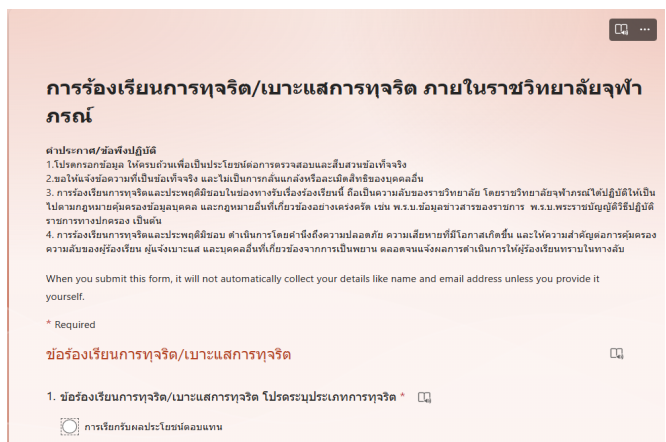 การร้องเรียนการทุจริต/เบาะแสการทุจริต ภายในราชวิทยาลัยจุฬา
ภรณ์
คำประกาศ/ข้อพึงปฏิบัติ
1.โปรดกรอกข้อมูล ให้ครบถ้วนเพื่อเป็นประโยชน์ต่อการตรวจสอบและสืบสวนข้อเท็จจริง
2.ขอให้แจ้งข้อความที่เป็นข้อเท็จจริง และไม่เป็นการกลั่นแกล้งหรือละเมิดสิทธิของบุคคลอื่น
3. การร้องเรียนการทุจริตและประพฤติมิชอบในช่องทางรับเรื่องร้องเรียนนี้ ถือเป็นความลับของราชวิทยาลัย โดยราชวิทยาลัยจุฬาภรณ์ได้ปฏิบัติให้เป็น
ไปตามกฎหมายคุ้มครองข้อมูลบุคคล และกฎหมายอื่นที่เกี่ยวข้องอย่างเคร่งครัด เช่น พ.ร.บ.ข้อมูลข่าวสารของราชการ พ.ร.บ.พระราชบัญญัติวิธีปฏิบัติ
ราชการทางปกครอง เป็นต้น
4. การร้องเรียนการทุจริตและประพฤติมิชอบ ดำเนินการโดยคำนึงถึงความปลอดภัย ความเสียหายที่มีโอกาสเกิดขึ้น และให้ความสำคัญต่อการคุ้มครอง
ความลับของผู้ร้องเรียน ผู้แจ้งเบาะแส และบุคคลอื่นที่เกี่ยวข้องจากการเป็นพยาน ตลอดจนแจ้งผลการดำเนินการให้ผู้ร้องเรียนทราบในทางลับ
When you submit this form, it will not automatically collect your details like name and email address unless you provide it
yourself.
* Required
ข้อร้องเรียนการทุจริต/เบาะแสการทุจริต
1. ข้อร้องเรียนการทุจริต/เบาะแสการทุจริต โปรดระบุประเภทการทุจริต *
การเรียกรับผลประโยชน์ตอบแทน